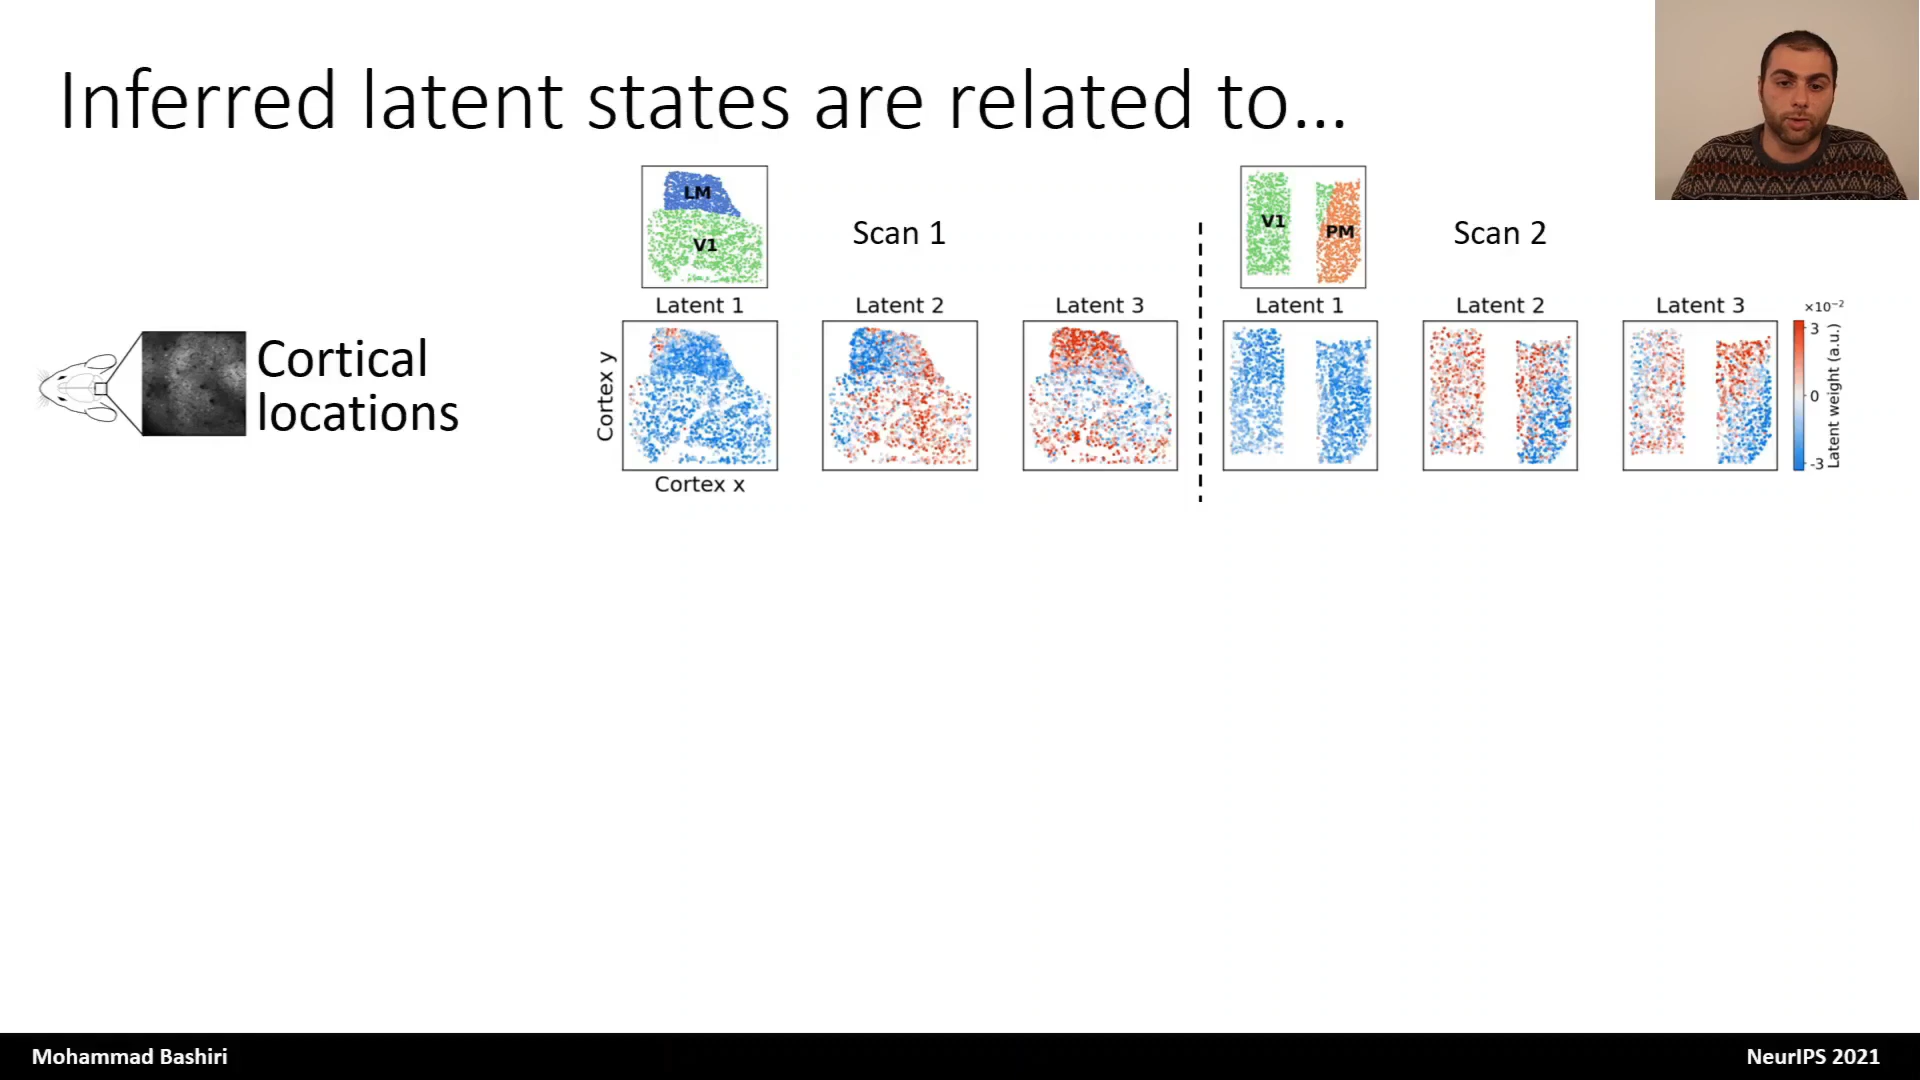 Inferred latent states are related to...
LM
V1
Scan 1
V1
PM
Scan 2
Latent 1
Latent 2
Latent 3
Latent 1
Latent 2
Latent 3
×10⁻²
3
0
-3
Latent weight (a.u.)
Cortical
locations
Cortex y
Cortex x
Mohammad Bashiri
NeurIPS 2021